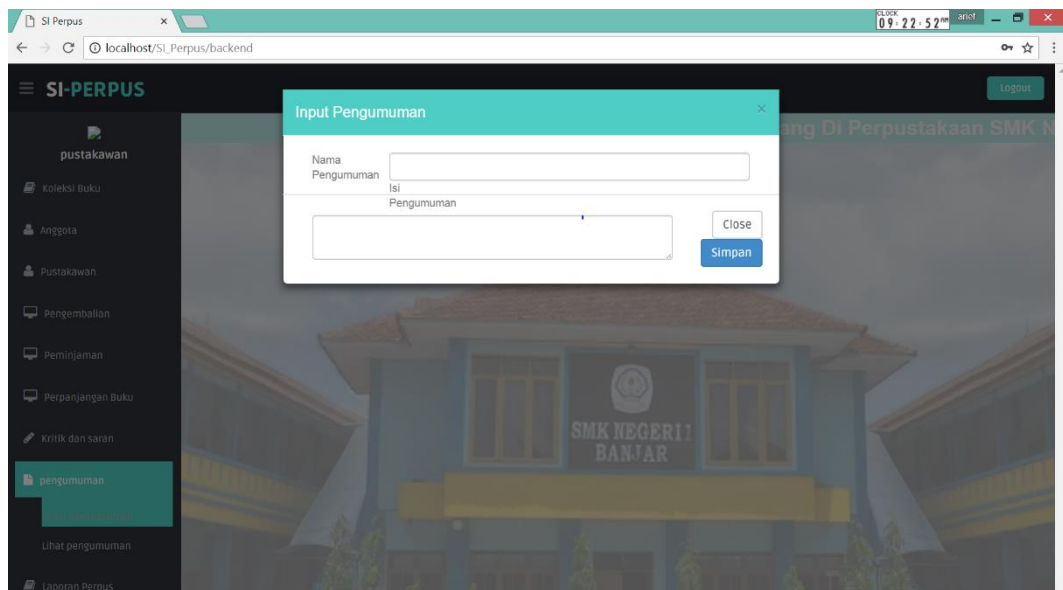 SI Perpus
CLOCK
09:22:52 AM
arief
localhost/SI_Perpus/backend
SI-PERPUS
Logout
Input Pengumuman
ang Di Perpustakaan SMK N
pustakawan
Nama
Pengumuman
Isi
Pengumuman
Koleksi Buku
Anggota
Close
Simpan
Pustakawan
Pengembalian
Peminjaman
Perpanjangan Buku
Kritik dan saran
SMK NEGERI 1
BANJAR
pengumuman
Lihat pengumuman
Laporan Perpus